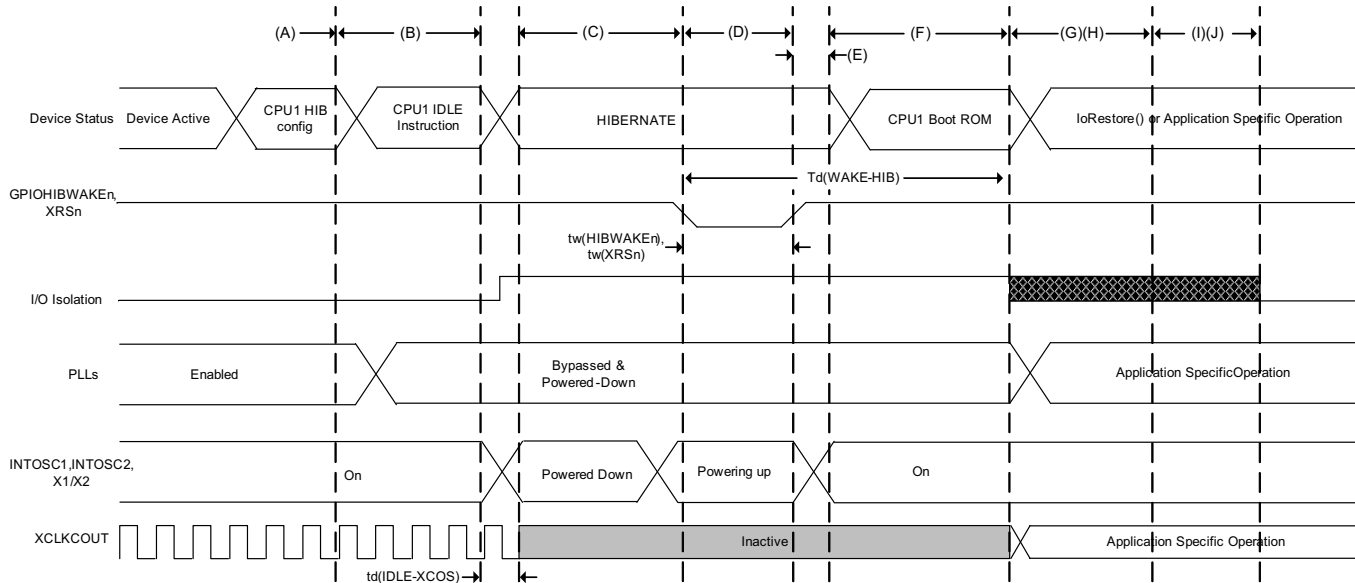 (A) (B) (C) (D) (F) (G)(H) (I)(J)
(E)
Device Status Device Active CPU1 HIB config CPU1 IDLE Instruction HIBERNATE CPU1 Boot ROM IoRestore() or Application Specific Operation
Td(WAKE-HIB)
GPIOHIBWAKEn,
XRSn
tw(HIBWAKEn),
tw(XRSn)
I/O Isolation
PLLs Enabled Bypassed & Powered-Down Application SpecificOperation
INTOSC1,INTOSC2,
X1/X2
On Powered Down Powering up On
XCLKCOUT Inactive Application Specific Operation
td(IDLE-XCOS)